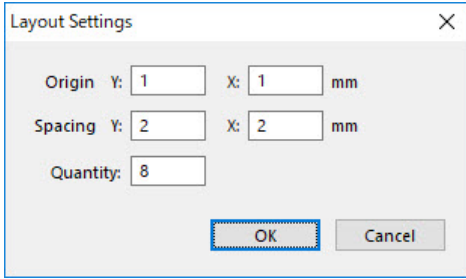 Layout Settings
Origin Y: 1 X: 1 mm
Spacing Y: 2 X: 2 mm
Quantity: 8
OK Cancel